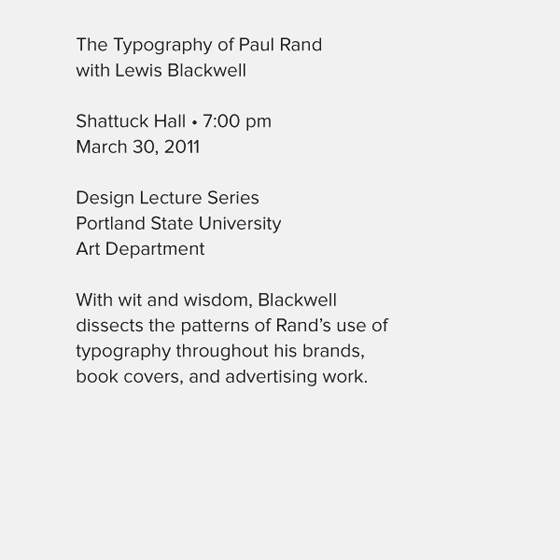 The Typography of Paul Rand
with Lewis Blackwell
Shattuck Hall • 7:00 pm
March 30, 2011
Design Lecture Series
Portland State University
Art Department
With wit and wisdom, Blackwell
dissects the patterns of Rand’s use of
typography throughout his brands,
book covers, and advertising work.